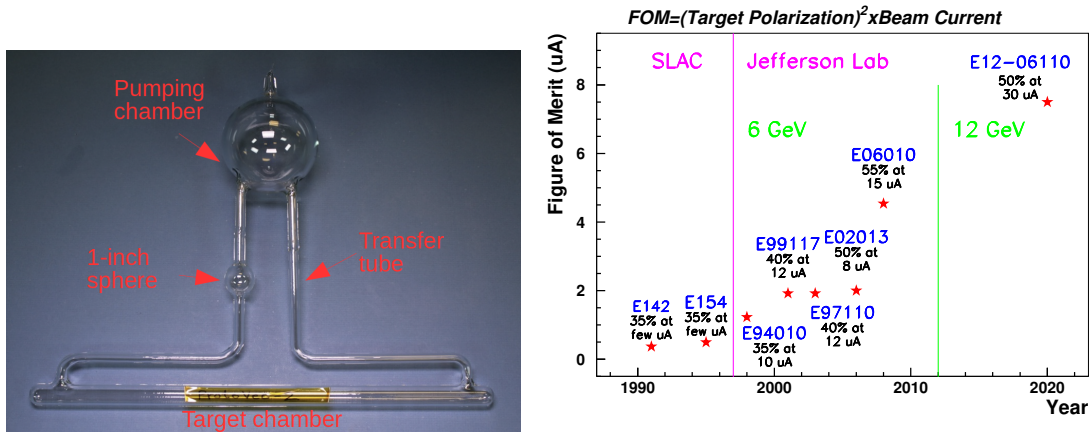 Pumping
chamber
1-inch
sphere
Transfer
tube
Target chamber
FOM=(Target Polarization)²xBeam Current
Figure of Merit (uA)
8
6
4
2
0
SLAC
Jefferson Lab
6 GeV
12 GeV
E12-06110
50% at
30 uA
E06010
55% at
15 uA
E99117
40% at
12 uA
E02013
50% at
8 uA
E142
35% at
few uA
E154
35% at
few uA
E94010
35% at
10 uA
E97110
40% at
12 uA
1990
2000
2010
2020
Year